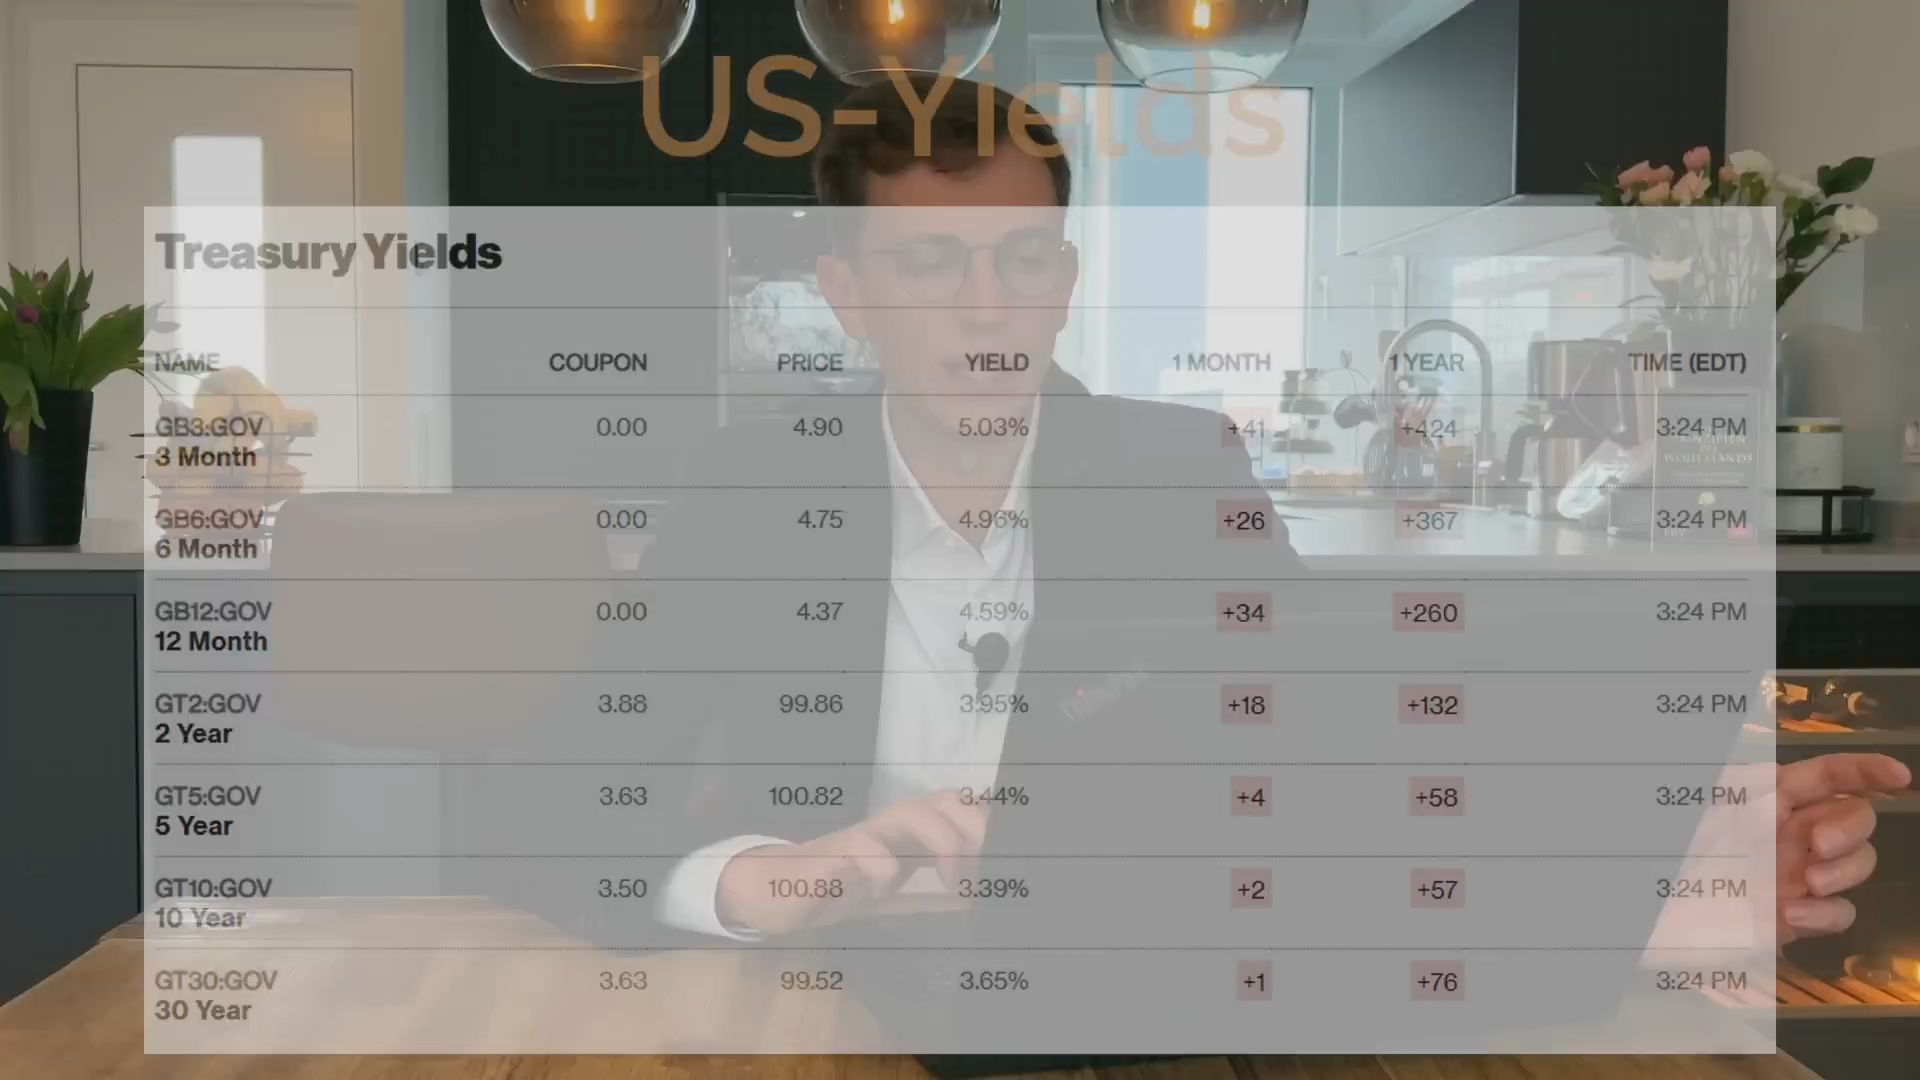 US-Yields
Treasury Yields
NAME COUPON PRICE YIELD 1 MONTH 1 YEAR TIME (EDT)
GB3:GOV 0.00 4.90 5.03% +41 +424 3:24 PM
3 Month
GB6:GOV 0.00 4.75 4.96% +26 +367 3:24 PM
6 Month
GB12:GOV 0.00 4.37 4.59% +34 +260 3:24 PM
12 Month
GT2:GOV 3.88 99.86 3.95% +18 +132 3:24 PM
2 Year
GT5:GOV 3.63 100.82 3.44% +4 +58 3:24 PM
5 Year
GT10:GOV 3.50 100.88 3.39% +2 +57 3:24 PM
10 Year
GT30:GOV 3.63 99.52 3.65% +1 +76 3:24 PM
30 Year